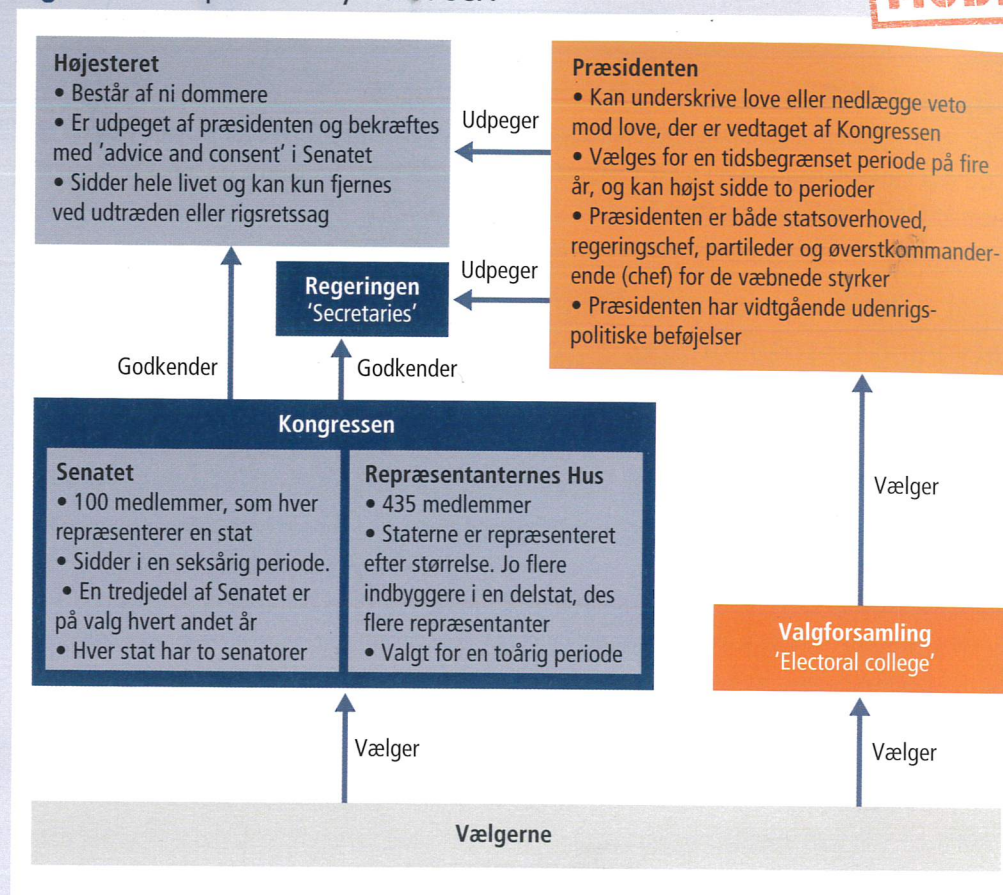 Højesteret
• Består af ni dommere
• Er udpeget af præsidenten og bekræftes
med 'advice and consent' i Senatet
• Sidder hele livet og kan kun fjernes
ved udtræden eller rigsretssag
Udpeger
Præsidenten
• Kan underskrive love eller nedlægge veto
mod love, der er vedtaget af Kongressen
• Vælges for en tidsbegrænset periode på fire
år, og kan højst sidde to perioder
• Præsidenten er både statsoverhoved,
regeringschef, partileder og øverstkommander-
ende (chef) for de væbnede styrker
• Præsidenten har vidtgående udenrigs-
politiske beføjelser
Udpeger
Regeringen
'Secretaries'
Godkender
Godkender
Kongressen
Senatet
• 100 medlemmer, som hver
repræsenterer en stat
• Sidder i en seksårig periode.
• En tredjedel af Senatet er
på valg hvert andet år
• Hver stat har to senatorer
Repræsentanternes Hus
• 435 medlemmer
• Staterne er repræsenteret
efter størrelse. Jo flere
indbyggere i en delstat, des
flere repræsentanter
• Valgt for en toårig periode
Vælger
Valgforsamling
'Electoral college'
Vælger
Vælger
Vælgerne